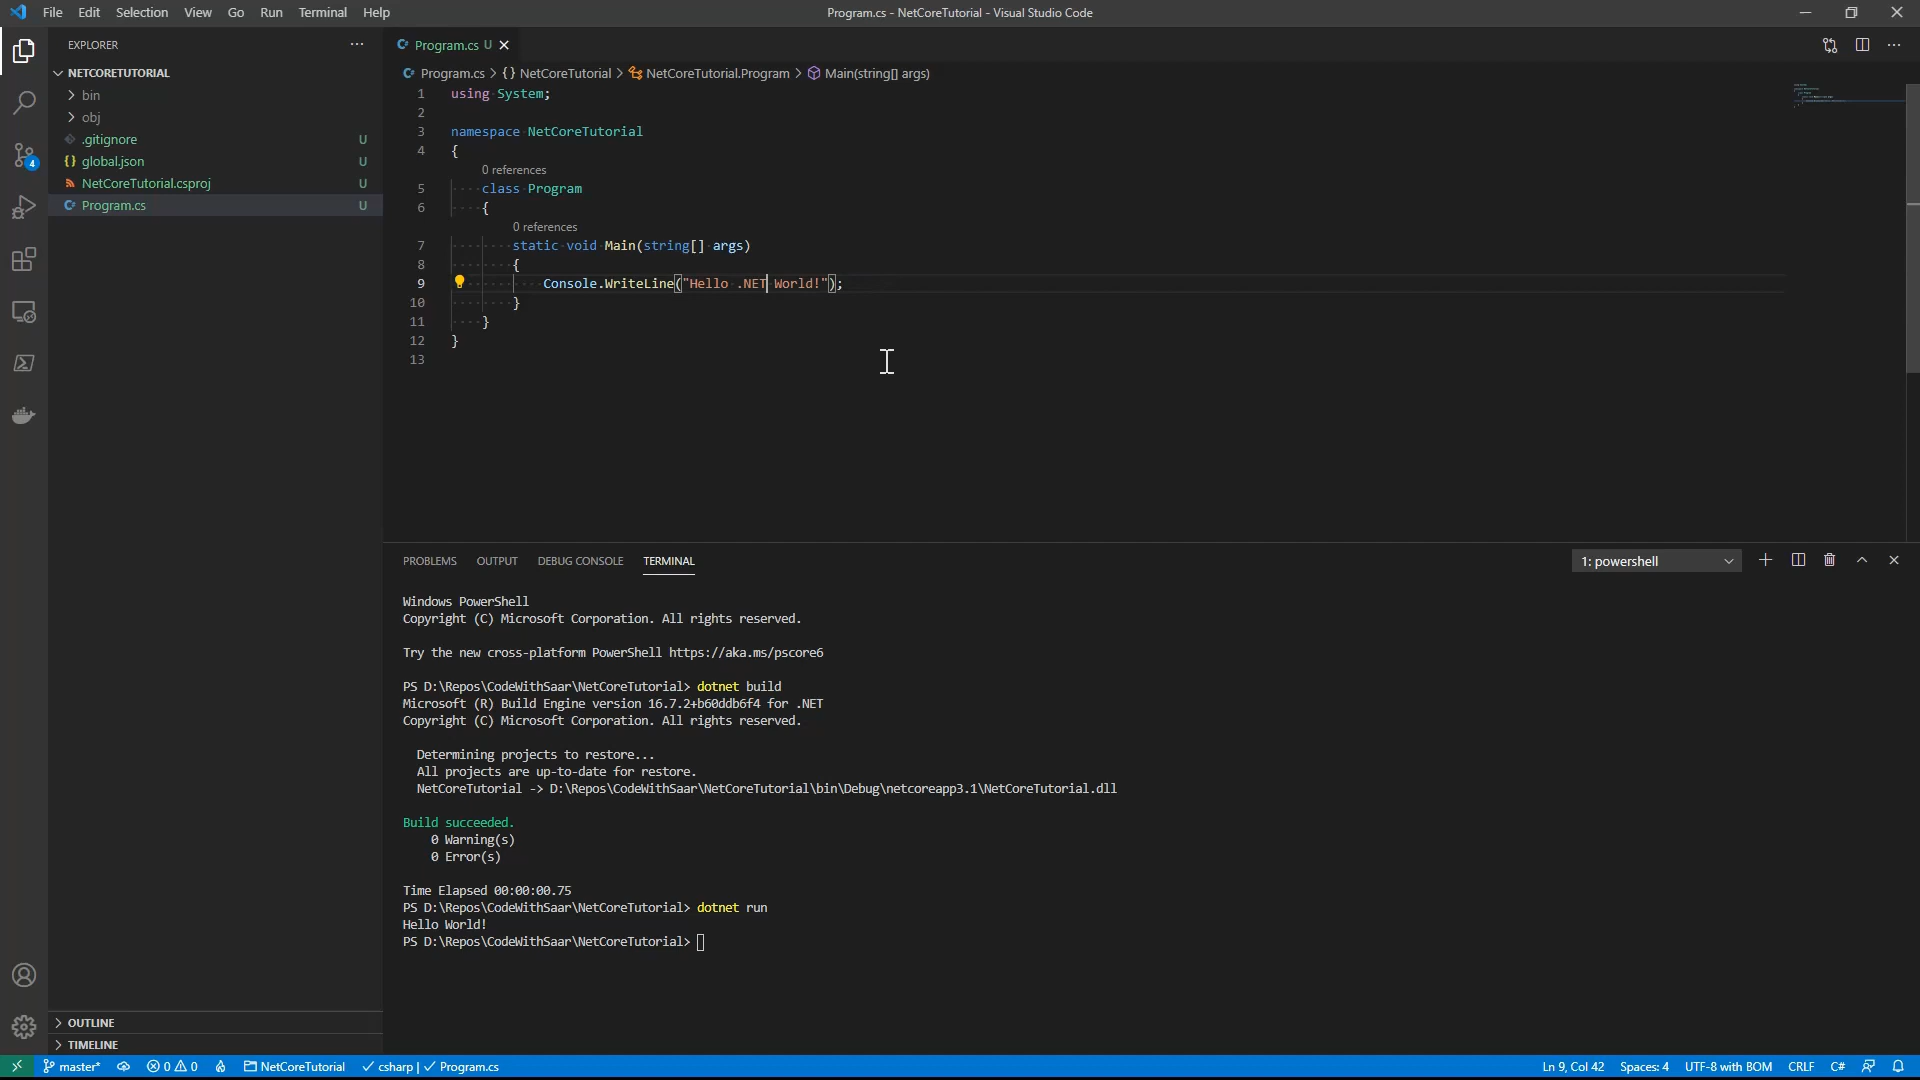 File Edit Selection View Go Run Terminal Help
Program.cs - NetCoreTutorial - Visual Studio Code
EXPLORER
NETCORETUTORIAL
bin
obj
.gitignore U
global.json U
NetCoreTutorial.csproj U
Program.cs U
4
Program.cs U
Program.cs > {} NetCoreTutorial > NetCoreTutorial.Program > Main(string[] args)
1 using System;
2
3 namespace NetCoreTutorial
4 {
0 references
5 class Program
6 {
0 references
7 static void Main(string[] args)
8 {
9 Console.WriteLine("Hello .NET World!");
10 }
11 }
12 }
13
PROBLEMS OUTPUT DEBUG CONSOLE TERMINAL
1: powershell
Windows PowerShell
Copyright (C) Microsoft Corporation. All rights reserved.
Try the new cross-platform PowerShell https://aka.ms/pscore6
PS D:\Repos\CodeWithSaar\NetCoreTutorial> dotnet build
Microsoft (R) Build Engine version 16.7.2+b60ddb6f4 for .NET
Copyright (C) Microsoft Corporation. All rights reserved.
Determining projects to restore...
All projects are up-to-date for restore.
NetCoreTutorial -> D:\Repos\CodeWithSaar\NetCoreTutorial\bin\Debug\netcoreapp3.1\NetCoreTutorial.dll
Build succeeded.
0 Warning(s)
0 Error(s)
Time Elapsed 00:00:00.75
PS D:\Repos\CodeWithSaar\NetCoreTutorial> dotnet run
Hello World!
PS D:\Repos\CodeWithSaar\NetCoreTutorial>
OUTLINE
TIMELINE
master* 0 0 NetCoreTutorial csharp | Program.cs
Ln 9, Col 42 Spaces: 4 UTF-8 with BOM CRLF C#